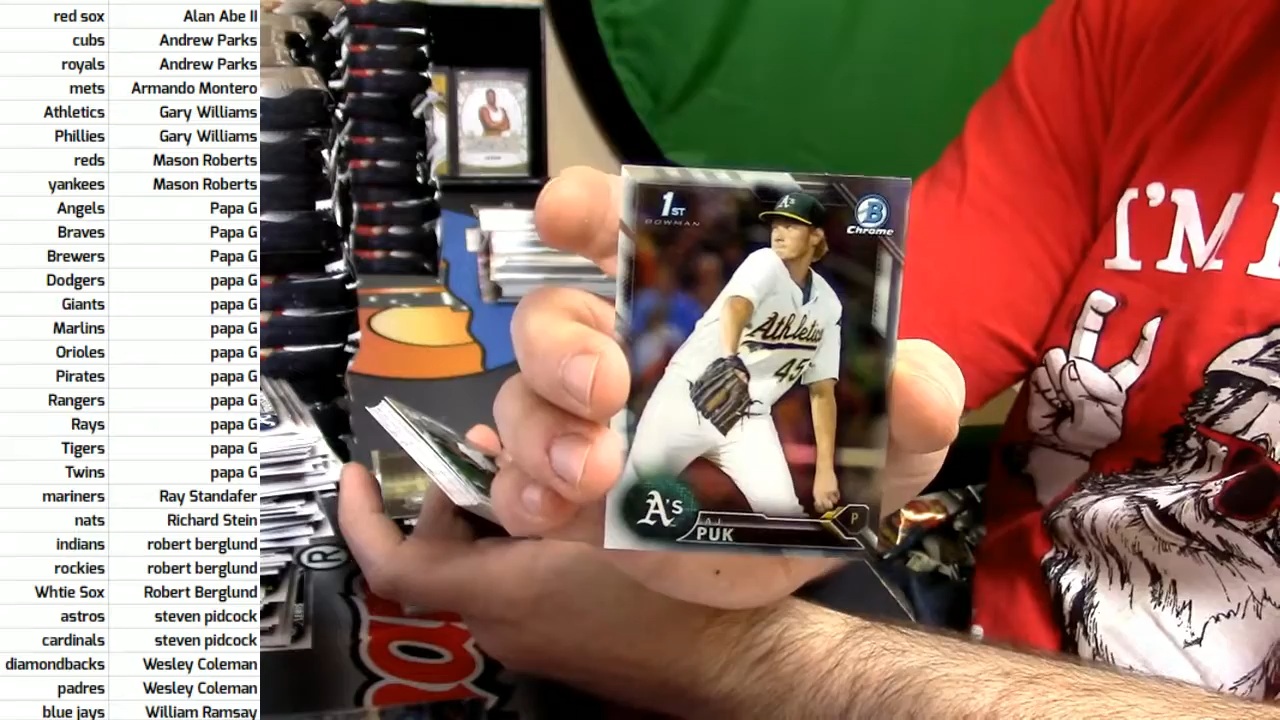 red sox Alan Abe II
cubs Andrew Parks
royals Andrew Parks
mets Armando Montero
Athletics Gary Williams
Phillies Gary Williams
reds Mason Roberts
yankees Mason Roberts
Angels Papa G
Braves Papa G
Brewers Papa G
Dodgers papa G
Giants papa G
Marlins papa G
Orioles papa G
Pirates papa G
Rangers papa G
Rays papa G
Tigers papa G
Twins papa G
mariners Ray Standafer
nats Richard Stein
indians robert berglund
rockies robert berglund
Whtie Sox Robert Berglund
astros steven pidcock
cardinals steven pidcock
diamondbacks Wesley Coleman
padres Wesley Coleman
blue jays William Ramsay
1ST
BOWMAN
B
Chrome
A's
Athletics
45
A's
A.J.
PUK
P
I'M
®